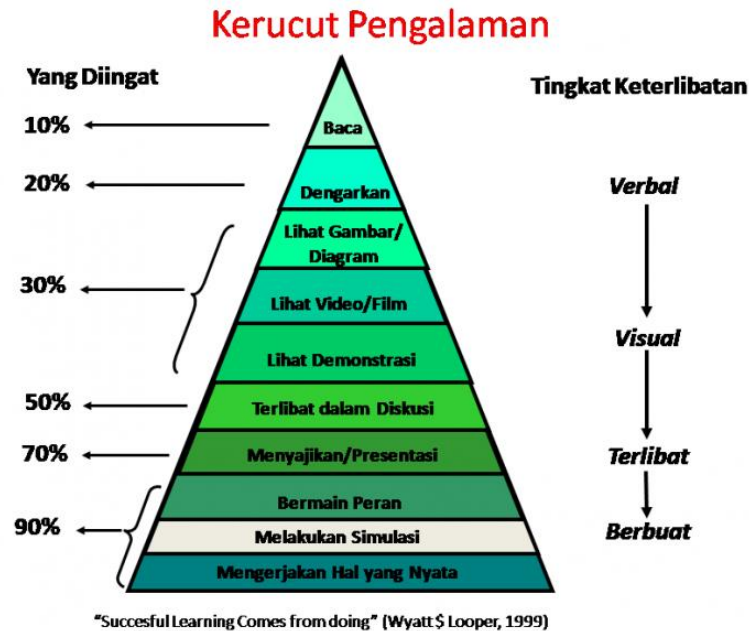 Kerucut Pengalaman
Yang Diingat
Tingkat Keterlibatan
10%
Baca
20%
Dengarkan
Verbal
Lihat Gambar/
Diagram
30%
Lihat Video/Film
Visual
Lihat Demonstrasi
50%
Terlibat dalam Diskusi
70%
Menyajikan/Presentasi
Terlibat
Bermain Peran
90%
Melakukan Simulasi
Berbuat
Mengerjakan Hal yang Nyata
“Succesful Learning Comes from doing” (Wyatt $ Looper, 1999)